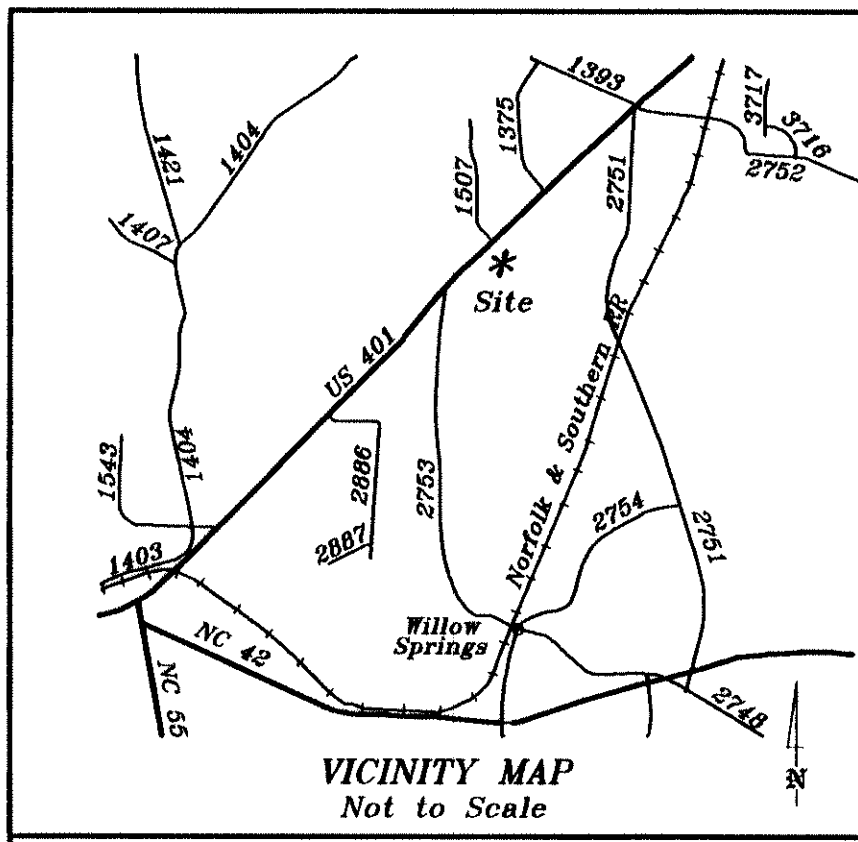 1393
3717
3716
2752
1375
2751
1507
1421
1404
1407
Site
US 401
Norfolk & Southern RR
1543
1404
2886
2887
2753
2754
2751
1403
Willow
Springs
NC 42
NC 55
2748
VICINITY MAP
Not to Scale
N